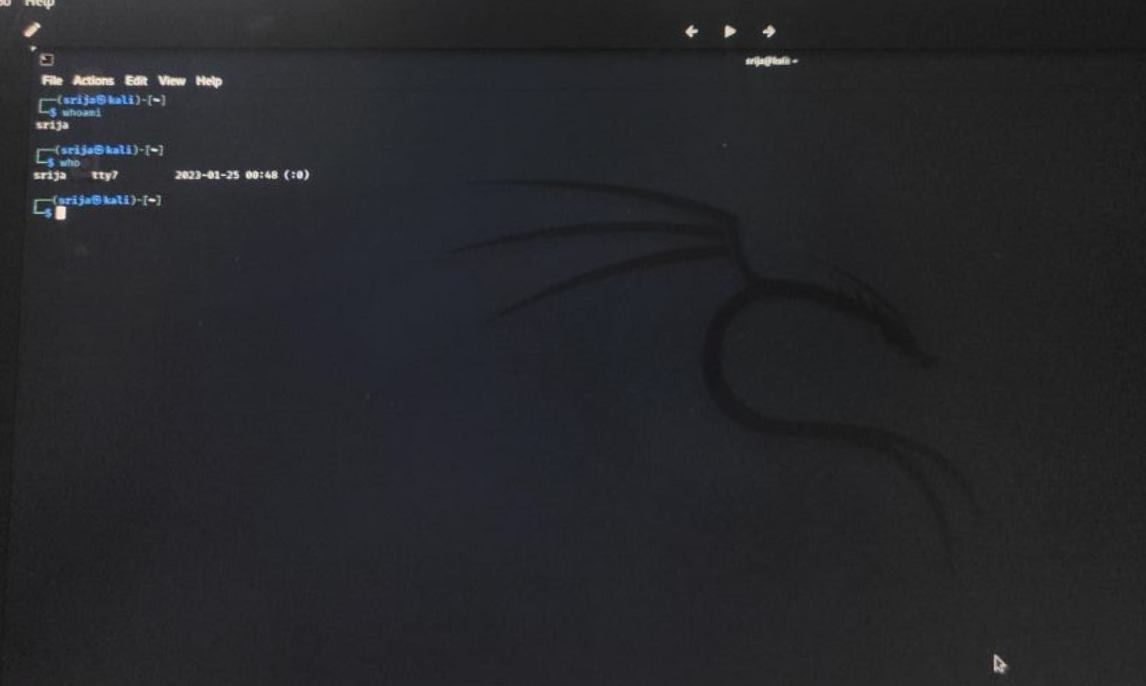 Help
srija@kali: ~
File Actions Edit View Help
┌──(srija㉿kali)-[~]
└─$ whoami
srija
┌──(srija㉿kali)-[~]
└─$ who
srija tty7 2023-01-25 00:48 (:0)
┌──(srija㉿kali)-[~]
└─$